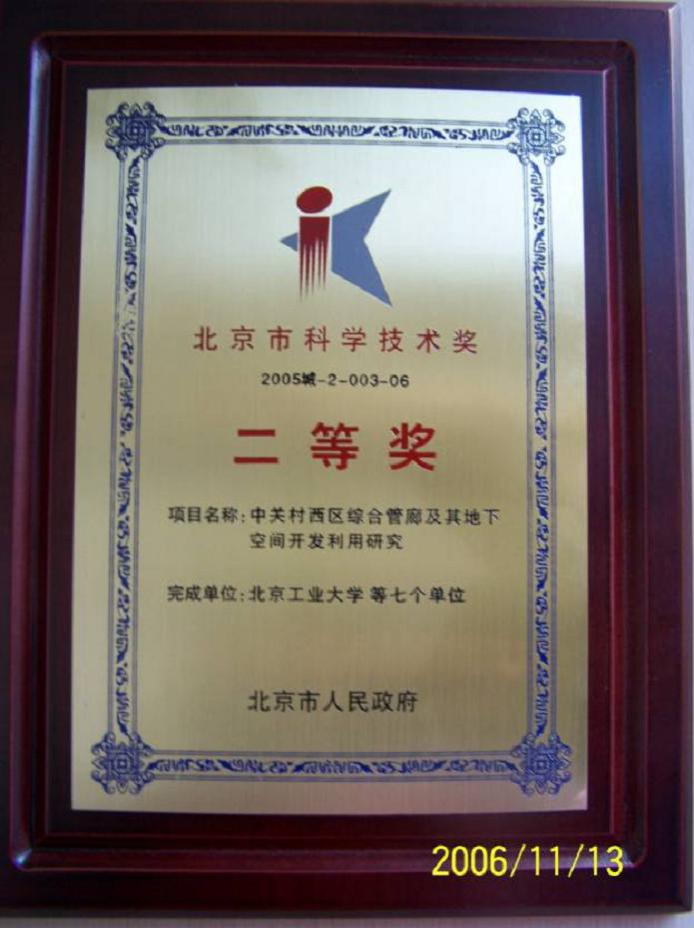 北京市科学技术奖
2005城-2-003-06
二等奖
项目名称:中关村西区综合管廊及其地下
空间开发利用研究
完成单位:北京工业大学 等七个单位
北京市人民政府
2006/11/13